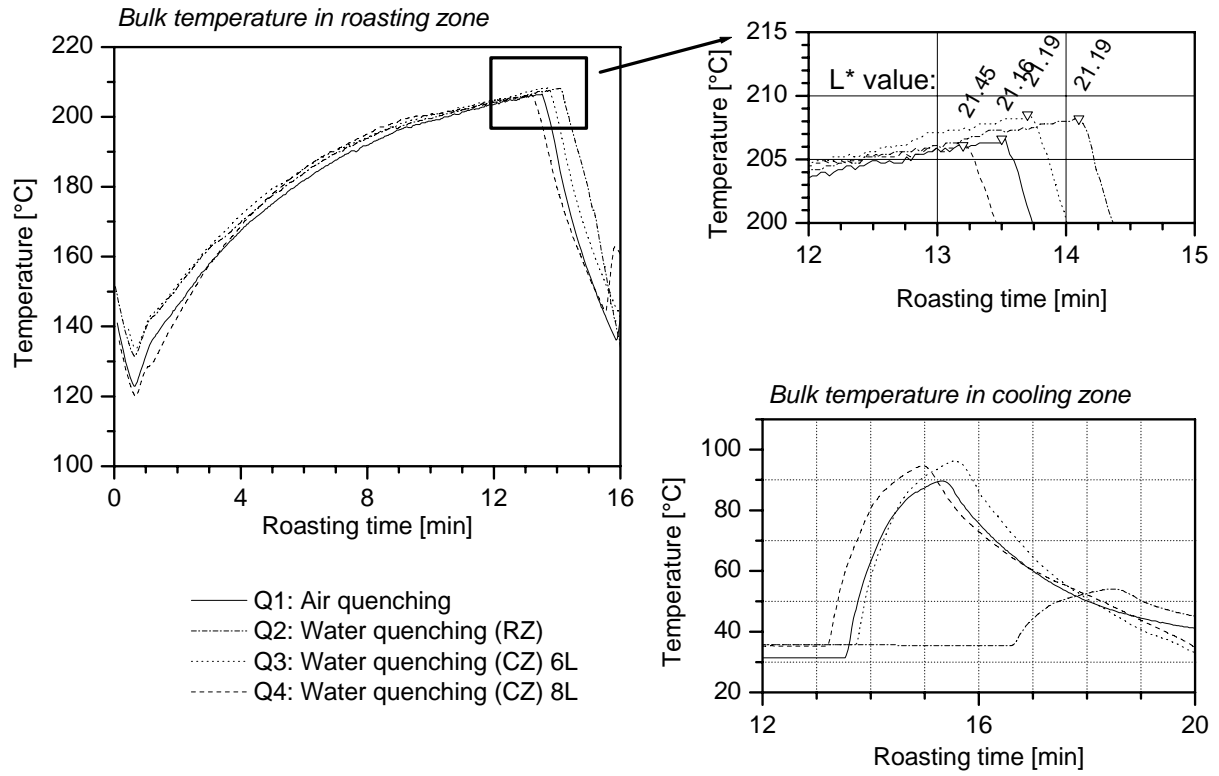 Bulk temperature in roasting zone
220
200
180
160
140
120
100
Temperature [°C]
0 4 8 12 16
Roasting time [min]
215
210
205
200
Temperature [°C]
L* value:
21.45
21.16
21.19
21.19
12 13 14 15
Roasting time [min]
Q1: Air quenching
Q2: Water quenching (RZ)
Q3: Water quenching (CZ) 6L
Q4: Water quenching (CZ) 8L
Bulk temperature in cooling zone
100
80
60
40
20
Temperature [°C]
12 14 16 18 20
Roasting time [min]